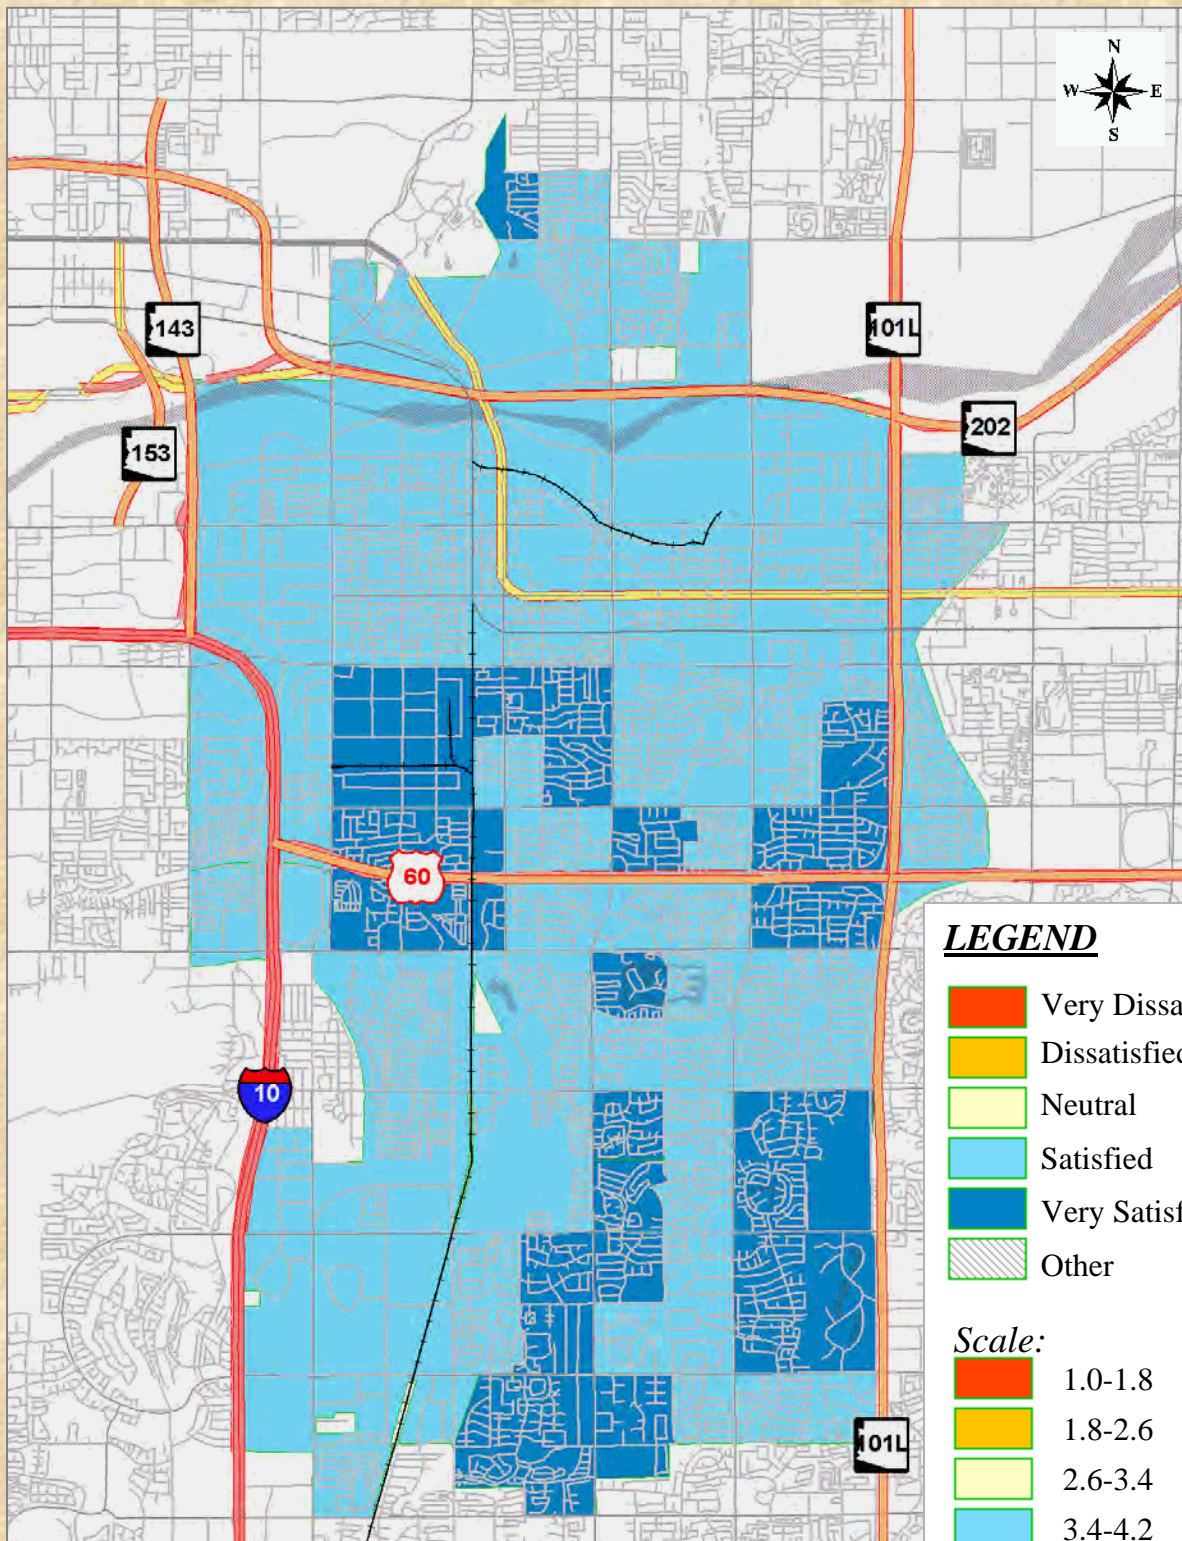 N
W E
S
143
101L
202
153
60
LEGEND
Very Dissa
Dissatisfied
Neutral
10
Satisfied
Very Satisf
Other
Scale:
1.0-1.8
1.8-2.6
101L
2.6-3.4
3.4-4.2